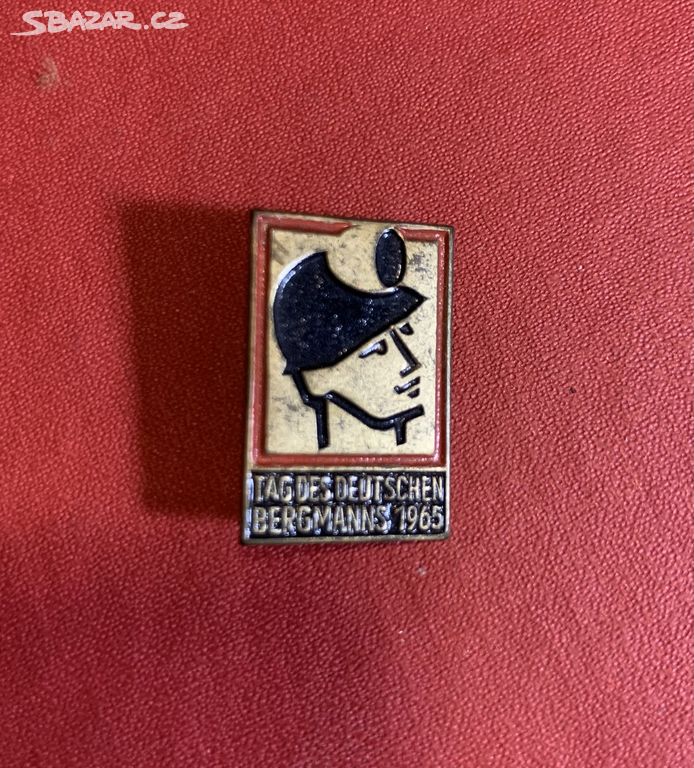 SBAZAR.CZ
TAG DES DEUTSCHEN
BERGMANNS 1965